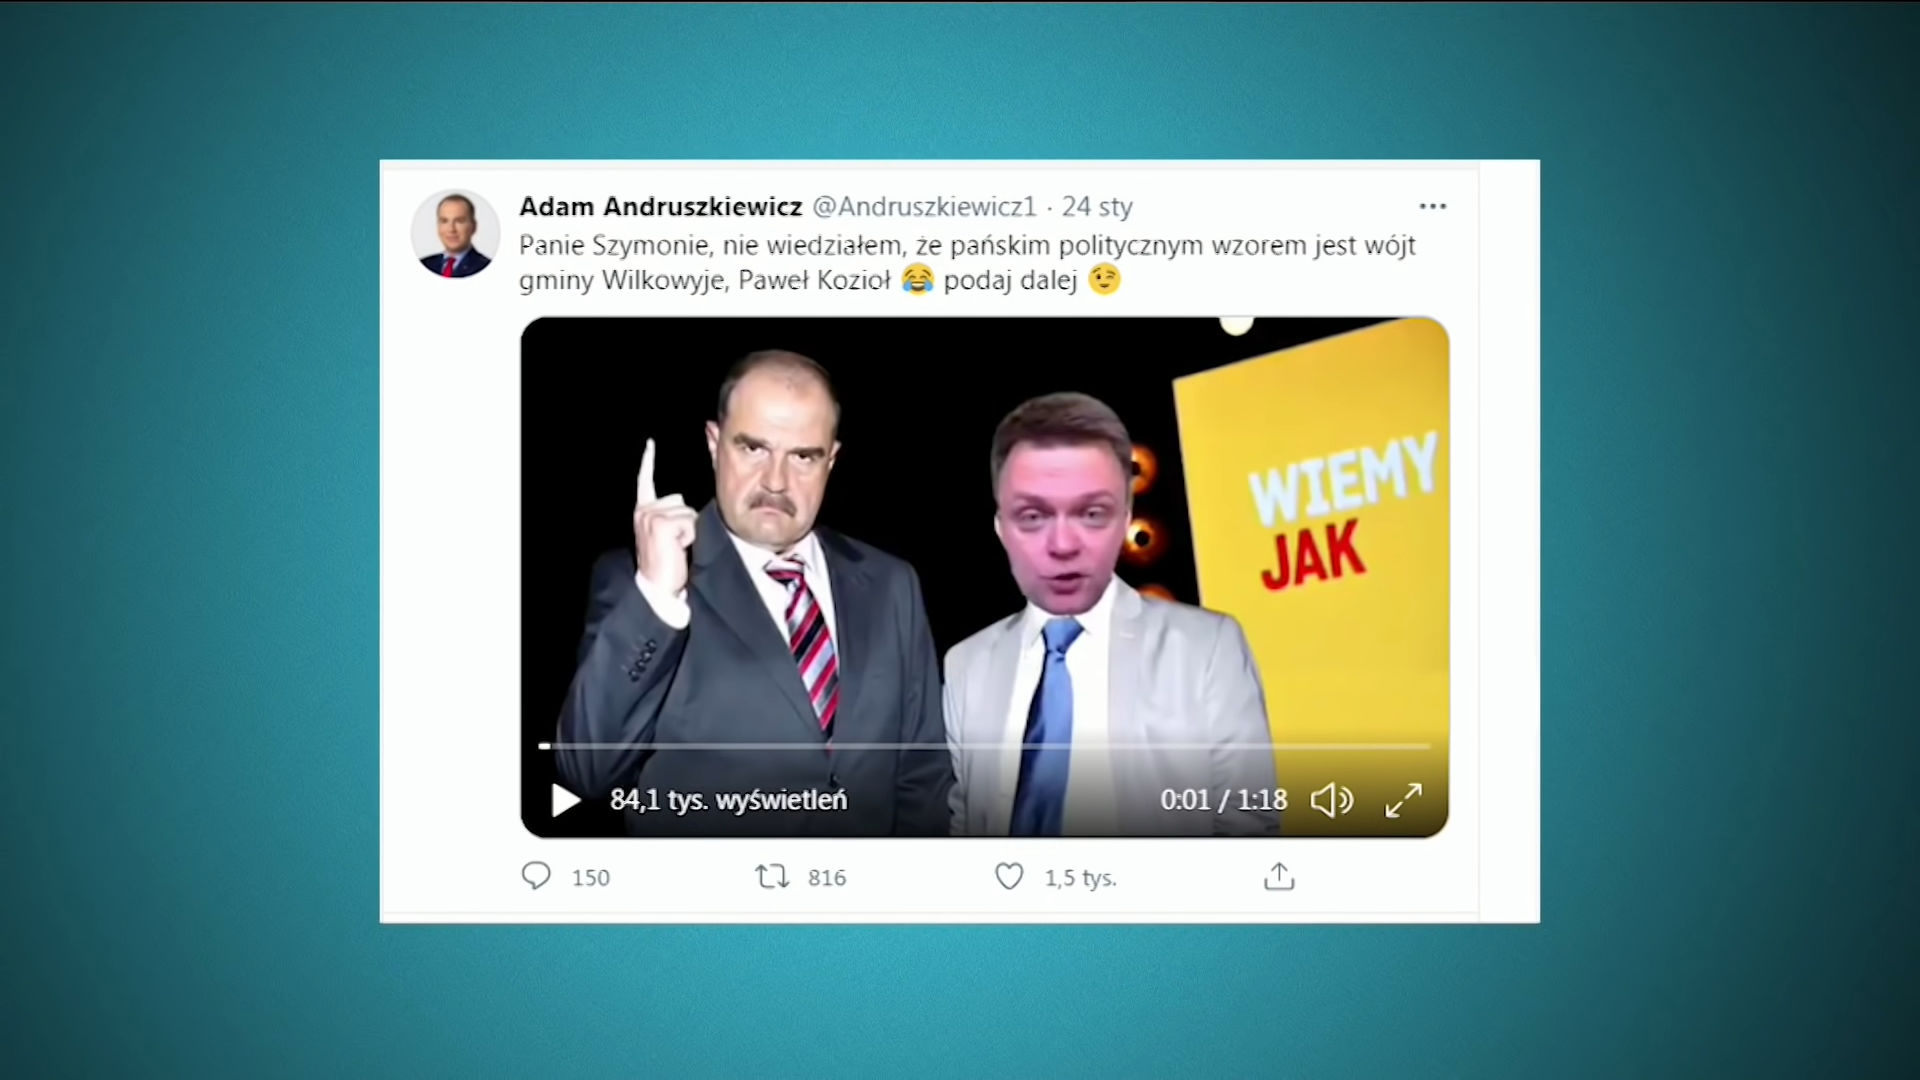 Adam Andruszkiewicz @Andruszkiewicz1 · 24 sty
Panie Szymonie, nie wiedziałem, że pańskim politycznym wzorem jest wójt
gminy Wilkowyje, Paweł Kozioł 😂 podaj dalej 😉
WIEMY
JAK
84,1 tys. wyświetleń
0:01 / 1:18
150
816
1,5 tys.